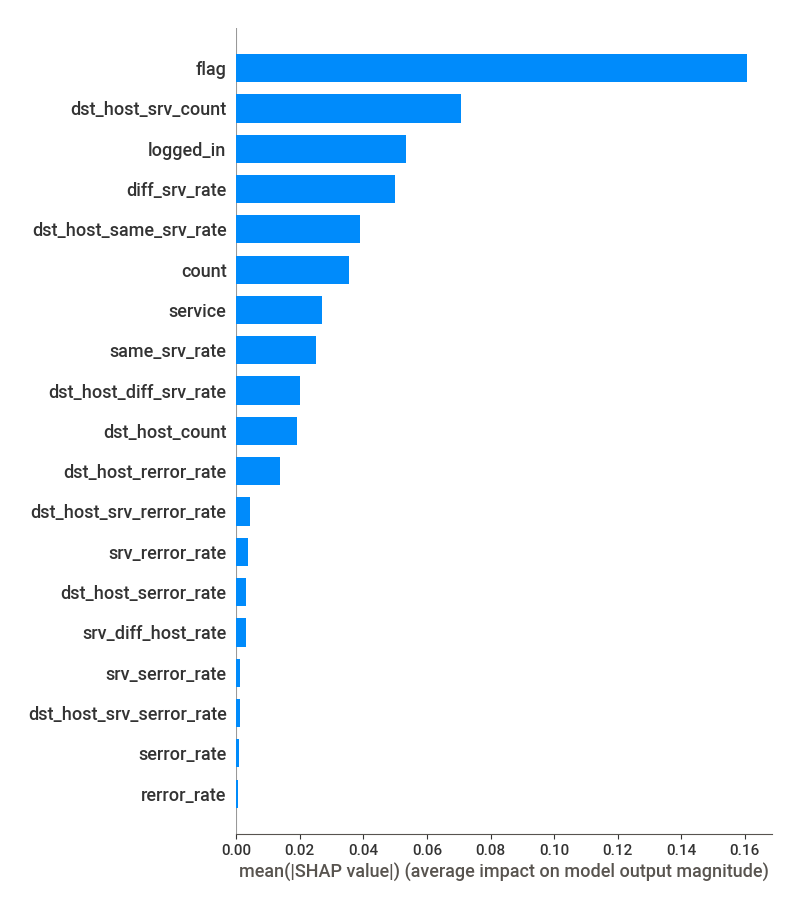 flag
dst_host_srv_count
logged_in
diff_srv_rate
dst_host_same_srv_rate
count
service
same_srv_rate
dst_host_diff_srv_rate
dst_host_count
dst_host_rerror_rate
dst_host_srv_rerror_rate
srv_rerror_rate
dst_host_serror_rate
srv_diff_host_rate
srv_serror_rate
dst_host_srv_serror_rate
serror_rate
rerror_rate
0.00 0.02 0.04 0.06 0.08 0.10 0.12 0.14 0.16
mean(|SHAP value|) (average impact on model output magnitude)